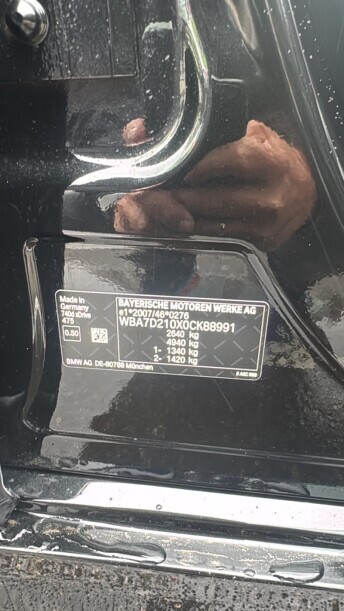 Made in
Germany
740d xDrive
475
0.50
BAYERISCHE MOTOREN WERKE AG
e1*2007/46*0276
WBA7D210X0CK88991
2640 kg
4940 kg
1- 1340 kg
2- 1420 kg
BMW AG DE-80788 München